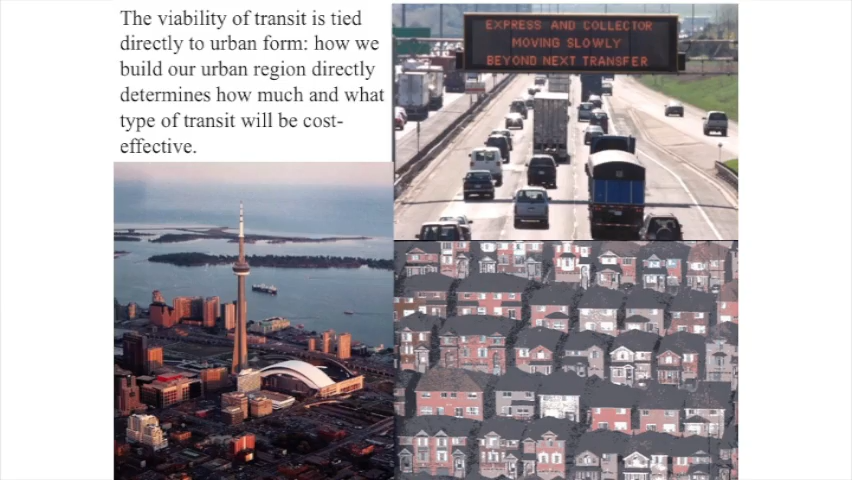 The viability of transit is tied
directly to urban form: how we
build our urban region directly
determines how much and what
type of transit will be cost-
effective.
EXPRESS AND COLLECTOR
MOVING SLOWLY
BEYOND NEXT TRANSFER